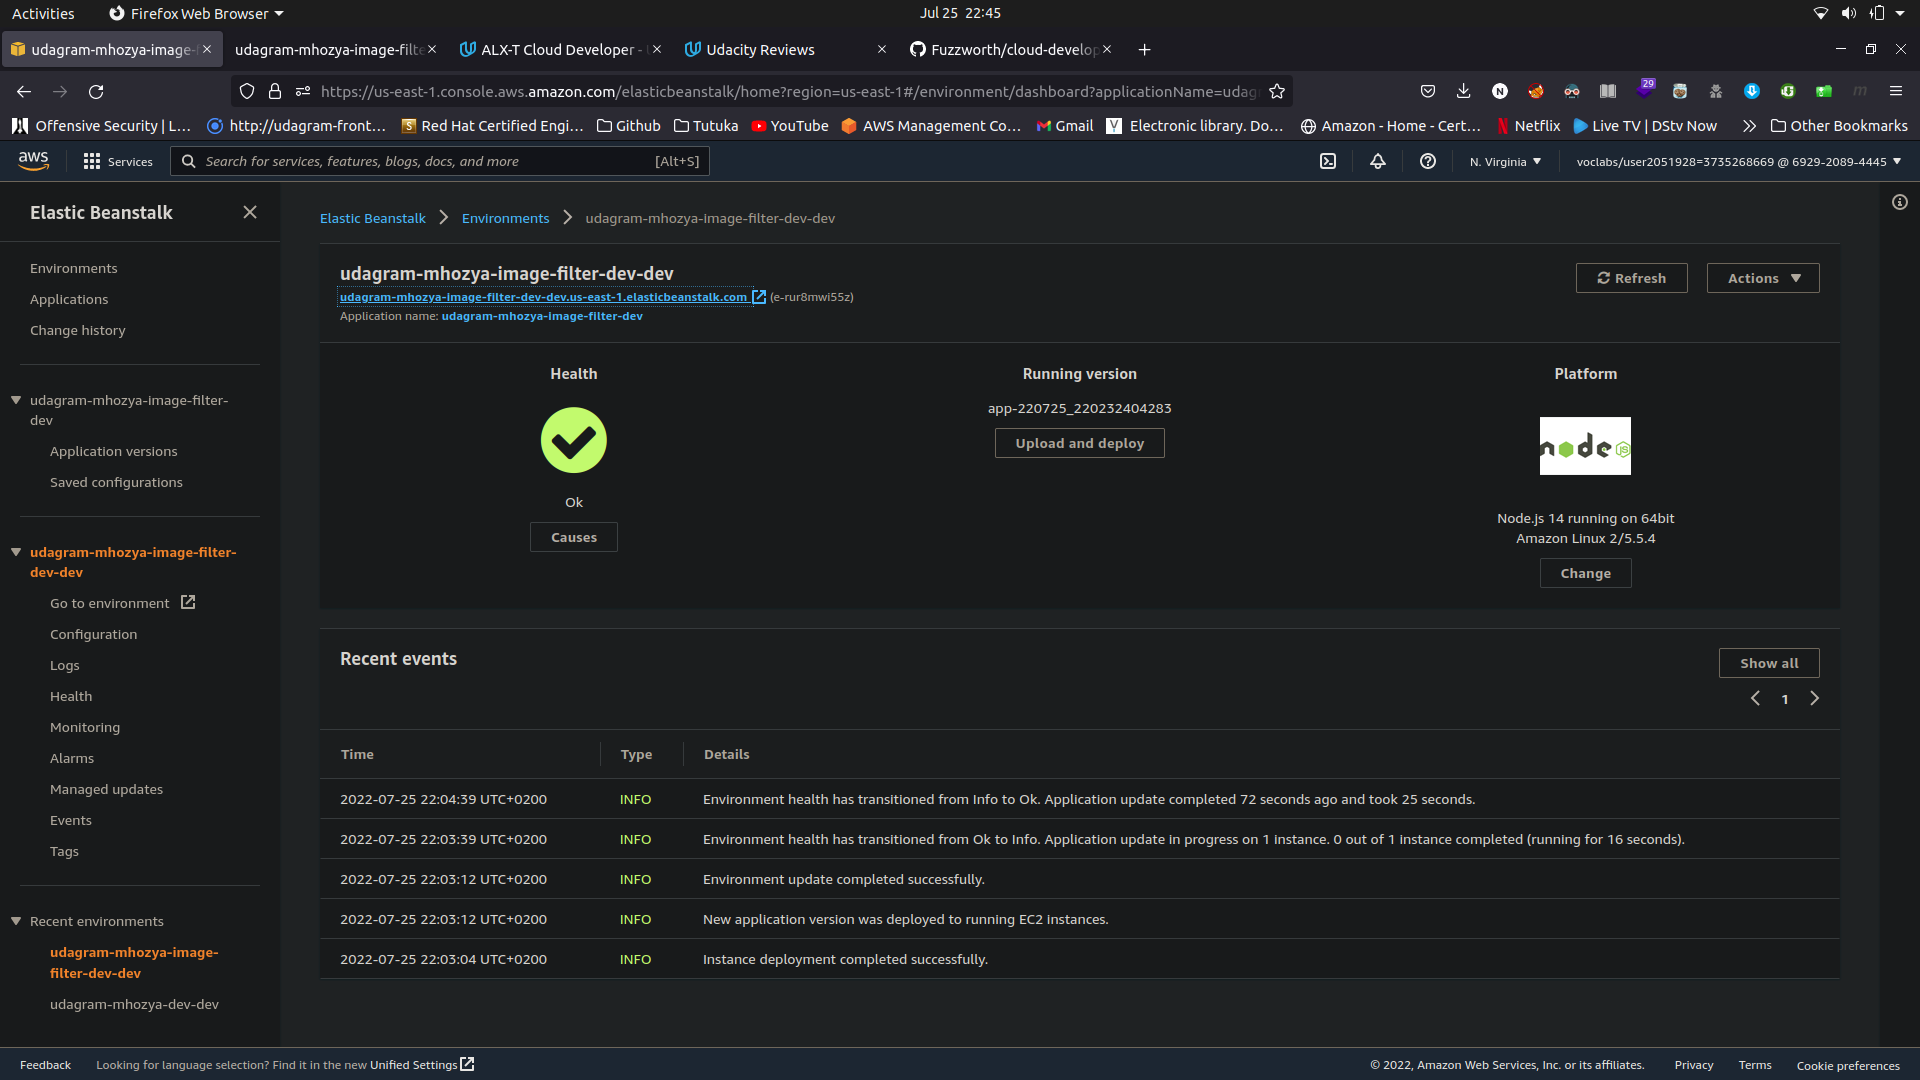 Activities
Firefox Web Browser
Jul 25 22:45
udagram-mhozya-image-
udagram-mhozya-image-filte
ALX-T Cloud Developer -
Udacity Reviews
Fuzzworth/cloud-develop
https://us-east-1.console.aws.amazon.com/elasticbeanstalk/home?region=us-east-1#/environment/dashboard?applicationName=udag
29
Offensive Security | L…
http://udagram-front…
Red Hat Certified Engi…
Github
Tutuka
YouTube
AWS Management Co…
Gmail
Electronic library. Do…
Amazon - Home - Cert…
Netflix
Live TV | DStv Now
Other Bookmarks
aws
Services
Search for services, features, blogs, docs, and more
[Alt+S]
N. Virginia
voclabs/user2051928=3735268669 @ 6929-2089-4445
Elastic Beanstalk
Environments
Applications
Change history
udagram-mhozya-image-filter-
dev
Application versions
Saved configurations
udagram-mhozya-image-filter-
dev-dev
Go to environment
Configuration
Logs
Health
Monitoring
Alarms
Managed updates
Events
Tags
Recent environments
udagram-mhozya-image-
filter-dev-dev
udagram-mhozya-dev-dev
Elastic Beanstalk
Environments
udagram-mhozya-image-filter-dev-dev
udagram-mhozya-image-filter-dev-dev
udagram-mhozya-image-filter-dev-dev.us-east-1.elasticbeanstalk.com (e-rur8mwi55z)
Application name: udagram-mhozya-image-filter-dev
Refresh
Actions
Health
Ok
Causes
Running version
app-220725_220232404283
Upload and deploy
Platform
node JS
Node.js 14 running on 64bit
Amazon Linux 2/5.5.4
Change
Recent events
Show all
1
Time Type Details
2022-07-25 22:04:39 UTC+0200 INFO Environment health has transitioned from Info to Ok. Application update completed 72 seconds ago and took 25 seconds.
2022-07-25 22:03:39 UTC+0200 INFO Environment health has transitioned from Ok to Info. Application update in progress on 1 instance. 0 out of 1 instance completed (running for 16 seconds).
2022-07-25 22:03:12 UTC+0200 INFO Environment update completed successfully.
2022-07-25 22:03:12 UTC+0200 INFO New application version was deployed to running EC2 instances.
2022-07-25 22:03:04 UTC+0200 INFO Instance deployment completed successfully.
Feedback
Looking for language selection? Find it in the new Unified Settings
© 2022, Amazon Web Services, Inc. or its affiliates.
Privacy
Terms
Cookie preferences